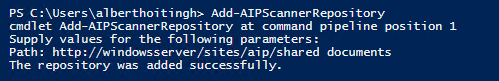 PS C:\Users\alberthoitingh> Add-AIPScannerRepository
cmdlet Add-AIPScannerRepository at command pipeline position 1
Supply values for the following parameters:
Path: http://windowsserver/sites/aip/shared documents
The repository was added successfully.